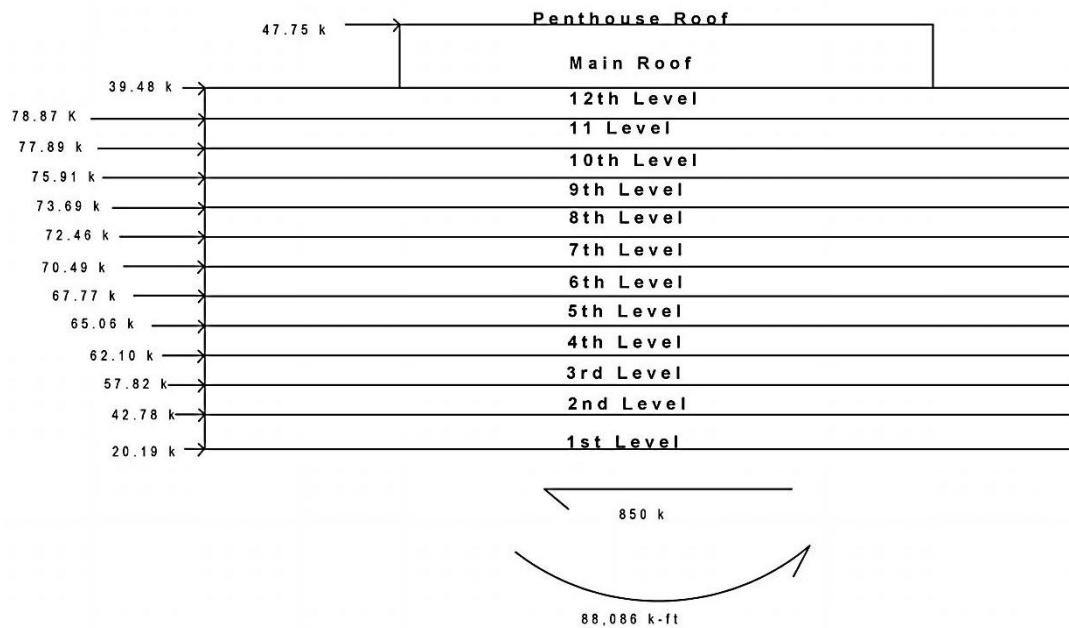 Penthouse Roof
47.75 k
Main Roof
39.48 k
12th Level
78.87 K
11 Level
77.89 k
10th Level
75.91 k
9th Level
73.69 k
8th Level
72.46 k
7th Level
70.49 k
6th Level
67.77 k
5th Level
65.06 k
4th Level
62.10 k
3rd Level
57.82 k
2nd Level
42.78 k
1st Level
20.19 k
850 k
88,086 k-ft